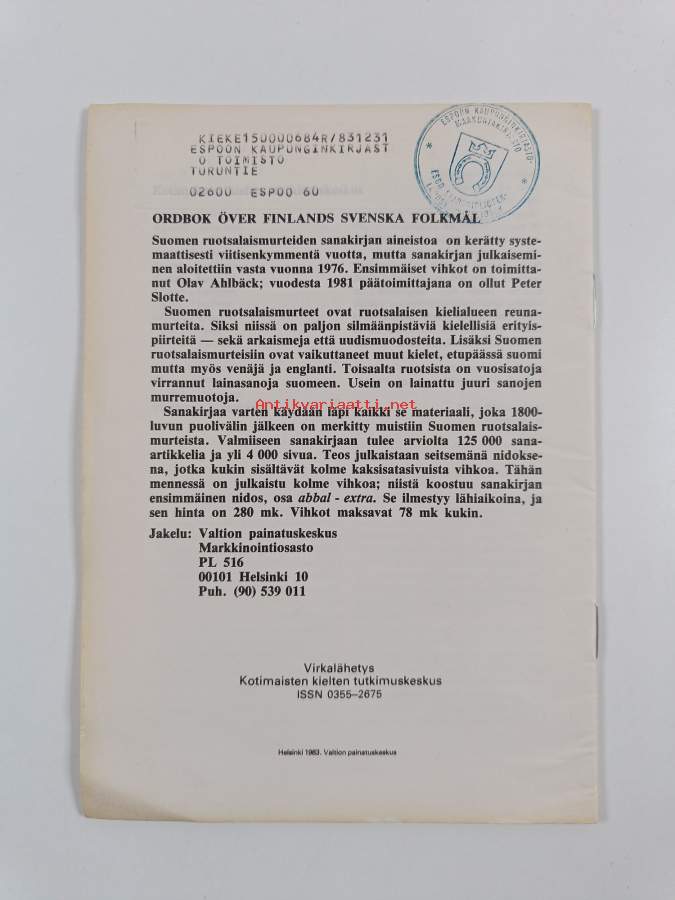 KIEKE150000684R/831231
ESPOON KAUPUNGINKIRJAST
O TOIMISTO
TURUNTIE
02600 ESPOO 60
ESPOON KAUPUNGINKIRJASTO-
MAAKUNTAKIRJASTO
ORDBOK ÖVER FINLANDS SVENSKA FOLKMÅL
Suomen ruotsalaismurteiden sanakirjan aineistoa on kerätty syste-
maattisesti viitisenkymmentä vuotta, mutta sanakirjan julkaisemi-
nen aloitettiin vasta vuonna 1976. Ensimmäiset vihkot on toimitta-
nut Olav Ahlbäck; vuodesta 1981 päätoimittajana on ollut Peter
Slotte.
Suomen ruotsalaismurteet ovat ruotsalaisen kielialueen reuna-
murteita. Siksi niissä on paljon silmäänpistäviä kielellisiä erityis-
piirteitä — sekä arkaismeja että uudismuodosteita. Lisäksi Suomen
ruotsalaismurteisiin ovat vaikuttaneet muut kielet, etupäässä suomi
mutta myös venäjä ja englanti. Toisaalta ruotsista on vuosisatoja
virrannut lainasanoja suomeen. Usein on lainattu juuri sanojen
murremuotoja.
Antikvariaatti.net
Sanakirjaa varten käydään läpi kaikki se materiaali, joka 1800-
luvun puolivälin jälkeen on merkitty muistiin Suomen ruotsalais-
murteista. Valmiiseen sanakirjaan tulee arviolta 125 000 sana-
artikkelia ja yli 4 000 sivua. Teos julkaistaan seitsemänä nidokse-
na, jotka kukin sisältävät kolme kaksisatasivuista vihkoa. Tähän
mennessä on julkaistu kolme vihkoa; niistä koostuu sanakirjan
ensimmäinen nidos, osa abbal - extra. Se ilmestyy lähiaikoina, ja
sen hinta on 280 mk. Vihkot maksavat 78 mk kukin.
Jakelu: Valtion painatuskeskus
Markkinointiosasto
PL 516
00101 Helsinki 10
Puh. (90) 539 011
Virkalähetys
Kotimaisten kielten tutkimuskeskus
ISSN 0355-2675
Helsinki 1983. Valtion painatuskeskus